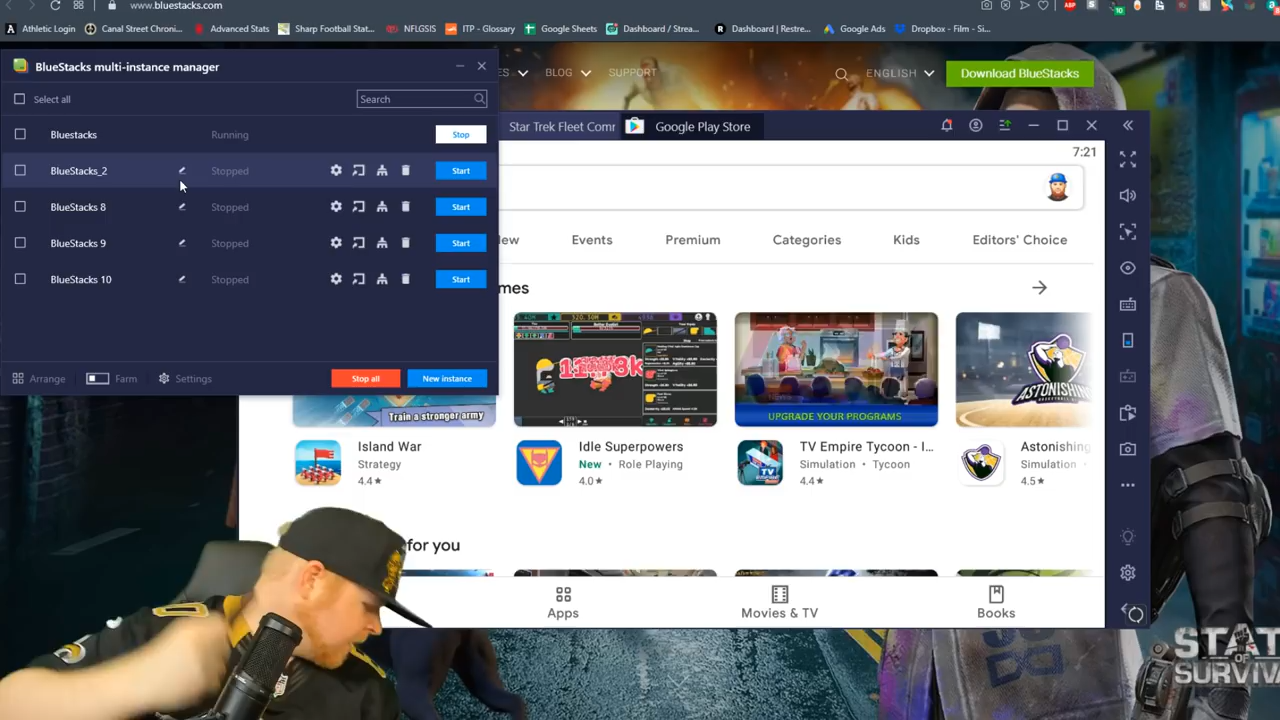 www.bluestacks.com
Athletic Login
Canal Street Chroni...
Advanced Stats
Sharp Football Stat...
NFLGSIS
ITP - Glossary
Google Sheets
Dashboard / Strea...
Dashboard | Restre...
Google Ads
Dropbox - Film - Si...
BLOG
SUPPORT
ENGLISH
Download BlueStacks
BlueStacks multi-instance manager
Select all
Search
Bluestacks
Running
Stop
BlueStacks_2
Stopped
Start
BlueStacks 8
Stopped
Start
BlueStacks 9
Stopped
Start
BlueStacks 10
Stopped
Start
Arrange
Farm
Settings
Stop all
New instance
Star Trek Fleet Comr
Google Play Store
7:21
Events
Premium
Categories
Kids
Editors' Choice
mes
Train a stronger army
UPGRADE YOUR PROGRAMS
ASTONISHING
Island War
Strategy
4.4★
Idle Superpowers
New • Role Playing
4.0★
TV Empire Tycoon - I...
Simulation • Tycoon
4.4★
Astonishing
Simulation •
4.5★
for you
Apps
Movies & TV
Books
STAT
OF
SURVIVA